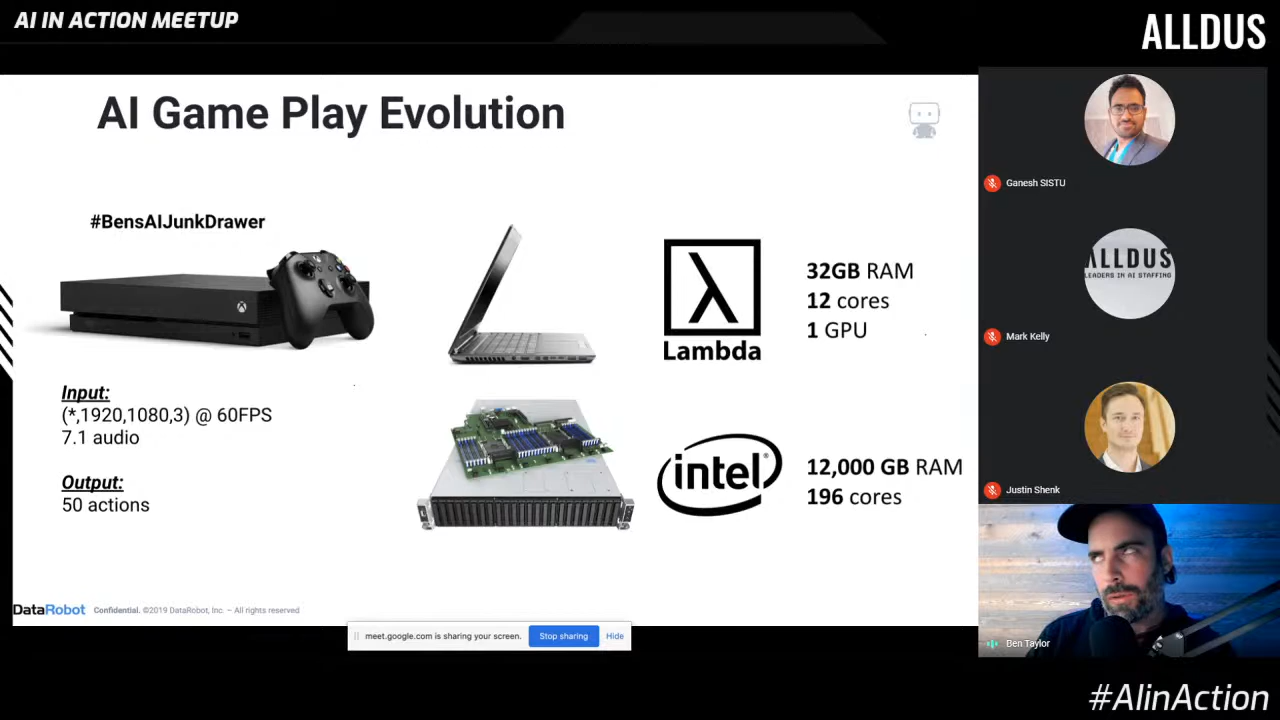 AI IN ACTION MEETUP
ALLDUS
AI Game Play Evolution
#BensAIJunkDrawer
Input:
(*,1920,1080,3) @ 60FPS
7.1 audio
Output:
50 actions
Lambda
32GB RAM
12 cores
1 GPU
intel®
12,000 GB RAM
196 cores
DataRobot Confidential. ©2019 DataRobot, Inc. – All rights reserved
meet.google.com is sharing your screen. Stop sharing Hide
Ganesh SISTU
ALLDUS
LEADERS IN AI STAFFING
Mark Kelly
Justin Shenk
Ben Taylor
#AIinAction